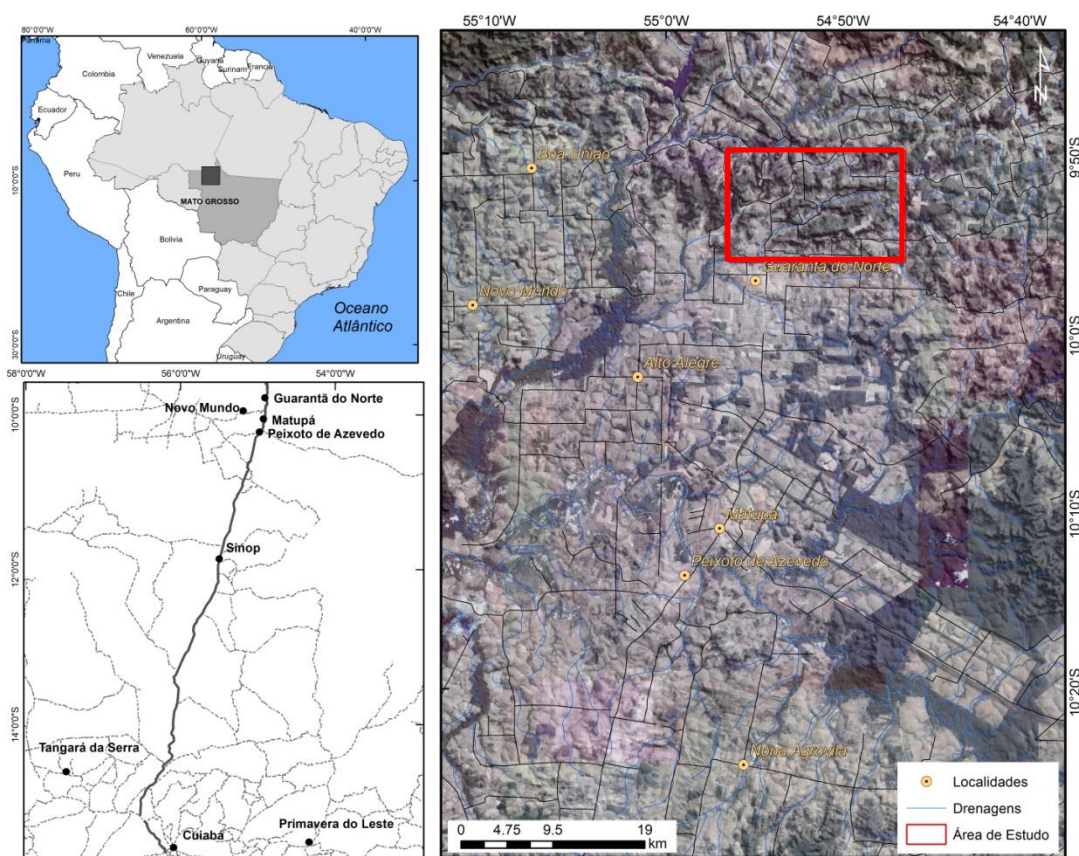 80°0'0"W
60°0'0"W
40°0'0"W
Panama
Venezuela
Guyana
Surinam
Francia
Colombia
Ecuador
Peru
10°0'0"S
MATO GROSSO
Bolivia
Paraguay
Chile
Argentina
Oceano
Atlântico
Uruguay
30°0'0"S
58°0'0"W
56°0'0"W
54°0'0"W
10°0'0"S
Novo Mundo
Guarantã do Norte
Matupá
Peixoto de Azevedo
12°0'0"S
Sinop
14°0'0"S
Tangará da Serra
Cuiabá
Primavera do Leste
55°10'W
55°0'W
54°50'W
54°40'W
N
9°50'S
Boa União
Guarantã do Norte
Novo Mundo
10°0'S
Alto Alegre
10°10'S
Matupá
Peixoto de Azevedo
10°20'S
Nona Agrovila
0 4.75 9.5 19
km
Localidades
Drenagens
Área de Estudo